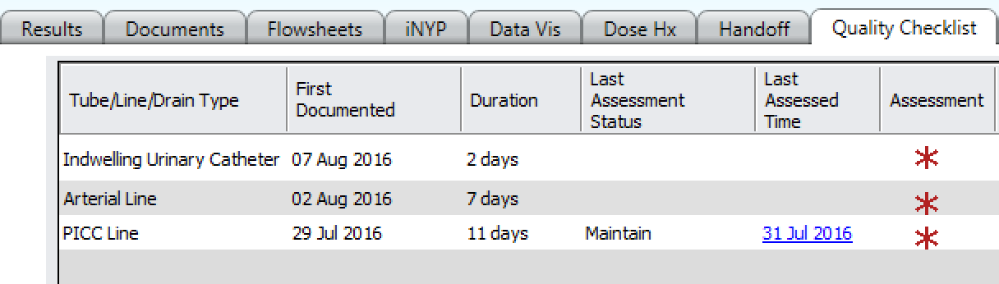 Results Documents Flowsheets iNYP Data Vis Dose Hx Handoff Quality Checklist
Tube/Line/Drain Type
First
Documented
Duration
Last
Assessment
Status
Last
Assessed
Time
Assessment
Indwelling Urinary Catheter 07 Aug 2016 2 days *
Arterial Line 02 Aug 2016 7 days *
PICC Line 29 Jul 2016 11 days Maintain 31 Jul 2016 *